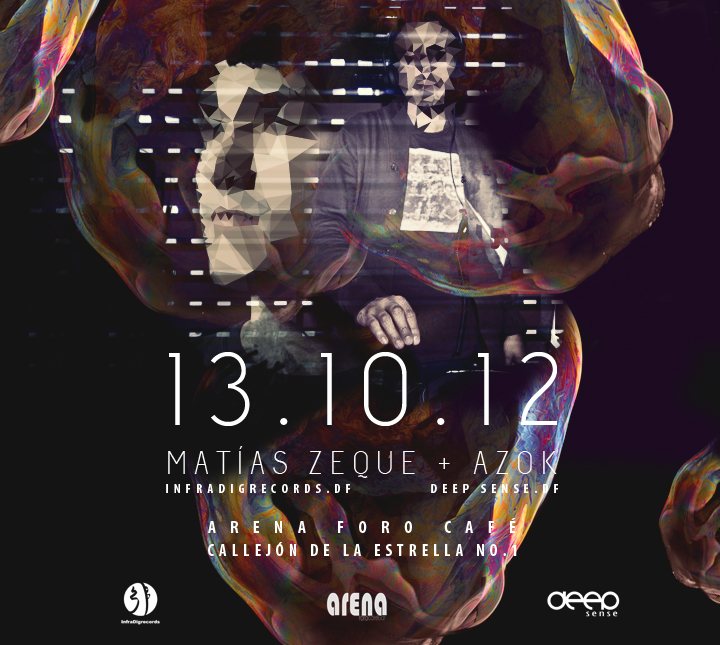 13.10.12
MATÍAS ZEQUE + AZOK
INFRADIGRECORDS.DF DEEP SENSE.DF
ARENA FORO CAFÉ
CALLEJÓN DE LA ESTRELLA NO.1
InfraDigrecords
arena
deep
sense